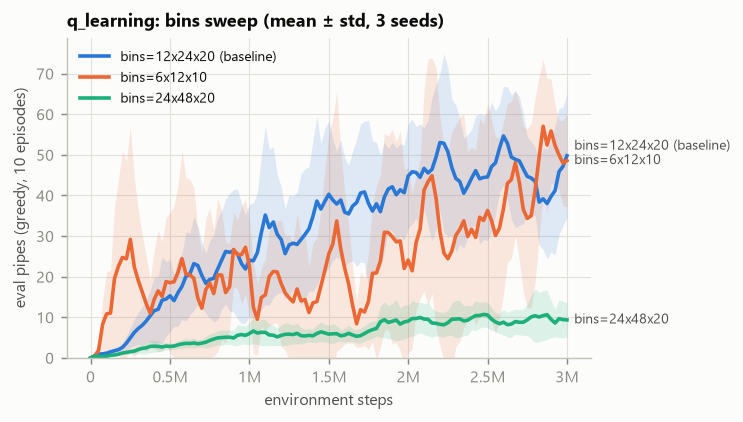 q_learning: bins sweep (mean ± std, 3 seeds)
bins=12x24x20 (baseline)
bins=6x12x10
bins=24x48x20
eval pipes (greedy, 10 episodes)
70
60
50
40
30
20
10
0
bins=12x24x20 (baseline)
bins=6x12x10
bins=24x48x20
0
0.5M
1M
1.5M
2M
2.5M
3M
environment steps